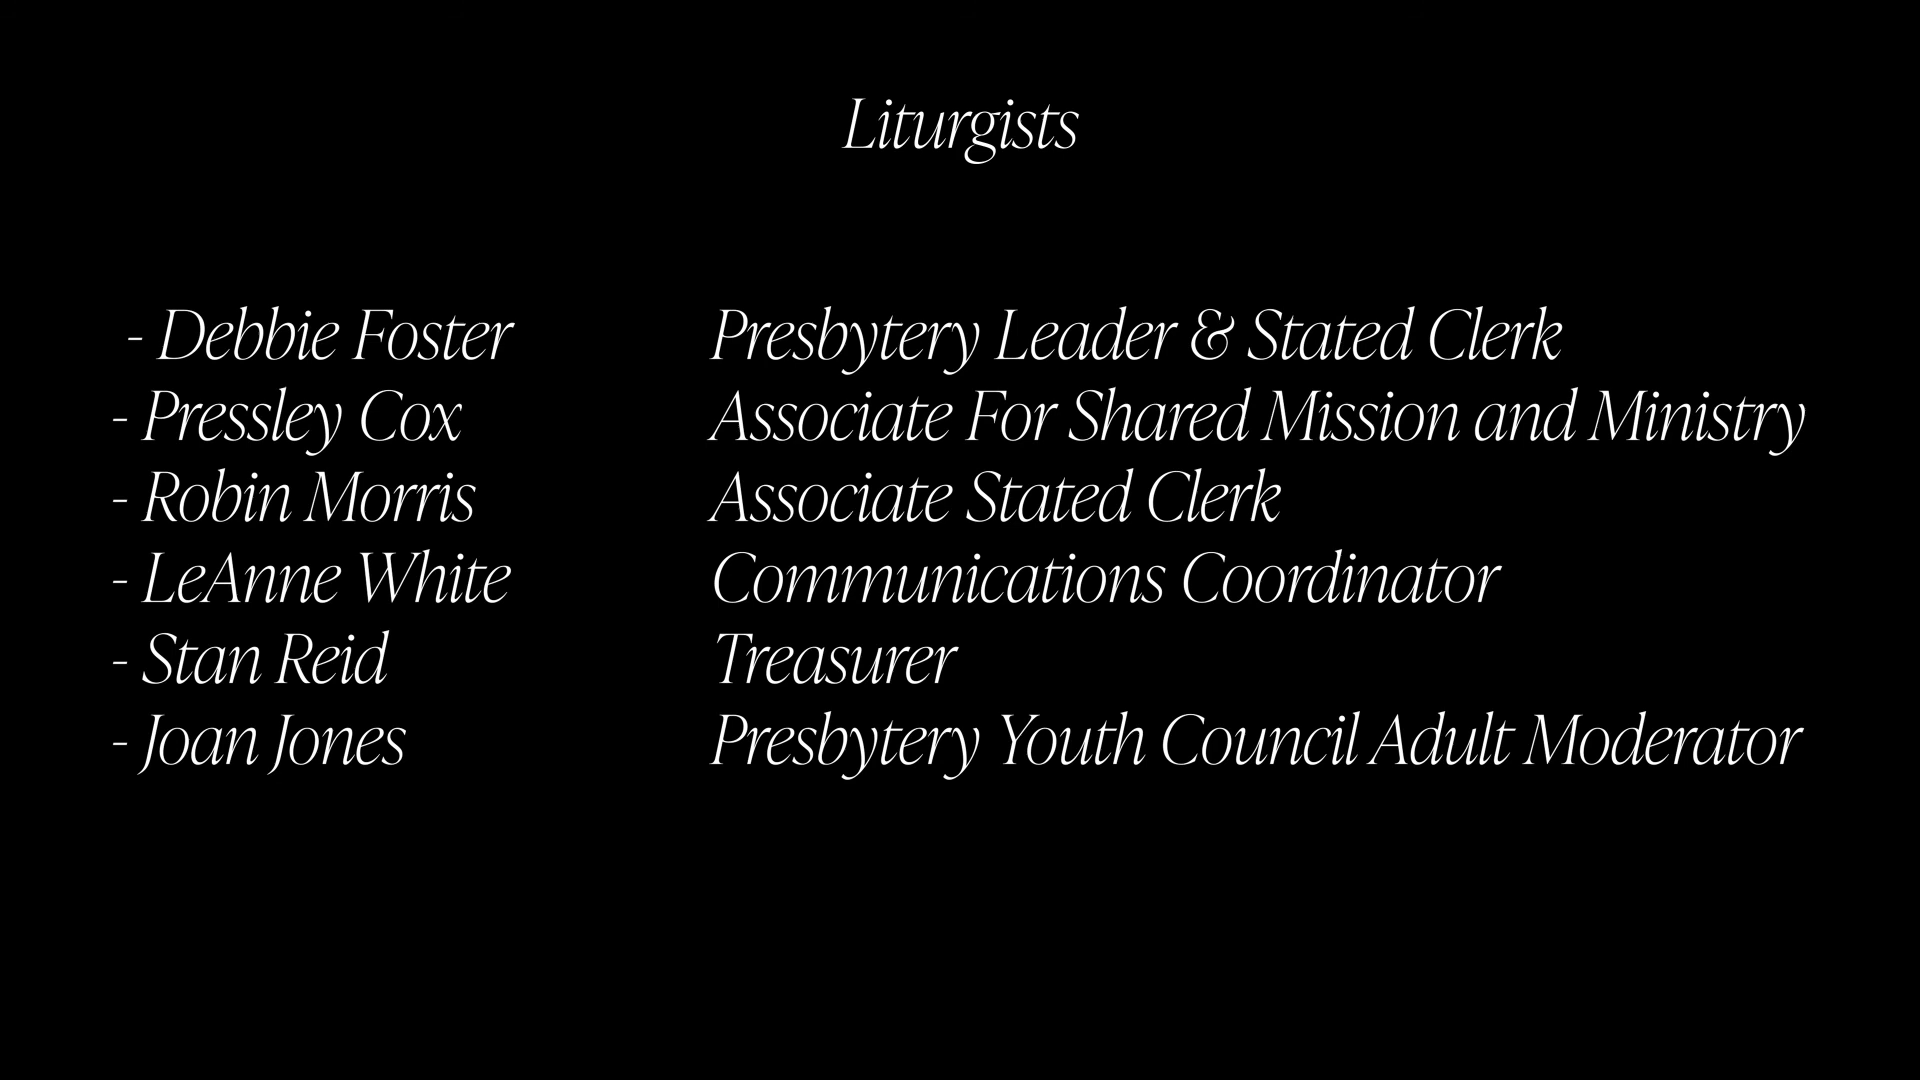 Liturgists
- Debbie Foster Presbytery Leader & Stated Clerk
- Pressley Cox Associate For Shared Mission and Ministry
- Robin Morris Associate Stated Clerk
- LeAnne White Communications Coordinator
- Stan Reid Treasurer
- Joan Jones Presbytery Youth Council Adult Moderator